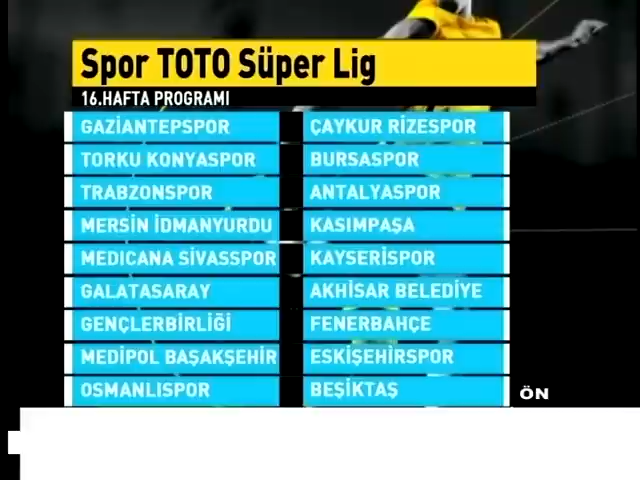 Spor TOTO Süper Lig
16.HAFTA PROGRAMI
GAZİANTEPSPOR ÇAYKUR RİZESPOR
TORKU KONYASPOR BURSASPOR
TRABZONSPOR ANTALYASPOR
MERSİN İDMANYURDU KASIMPAŞA
MEDICANA SİVASSPOR KAYSERİSPOR
GALATASARAY AKHİSAR BELEDİYE
GENÇLERBİRLİĞİ FENERBAHÇE
MEDİPOL BAŞAKŞEHİR ESKİŞEHİRSPOR
OSMANLISPOR BEŞİKTAŞ
ÖN